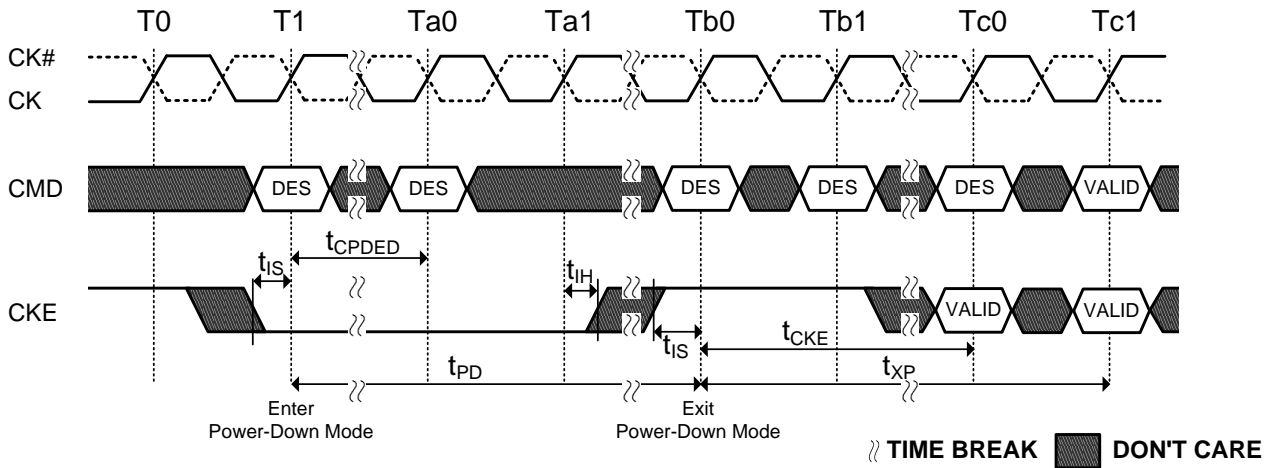 T0 T1 Ta0 Ta1 Tb0 Tb1 Tc0 Tc1
CK#
CK
CMD DES DES DES DES DES VALID
tCPDED
tIS tIH
CKE VALID VALID
tIS tCKE
tPD tXP
Enter Power-Down Mode
Exit Power-Down Mode
TIME BREAK DON'T CARE